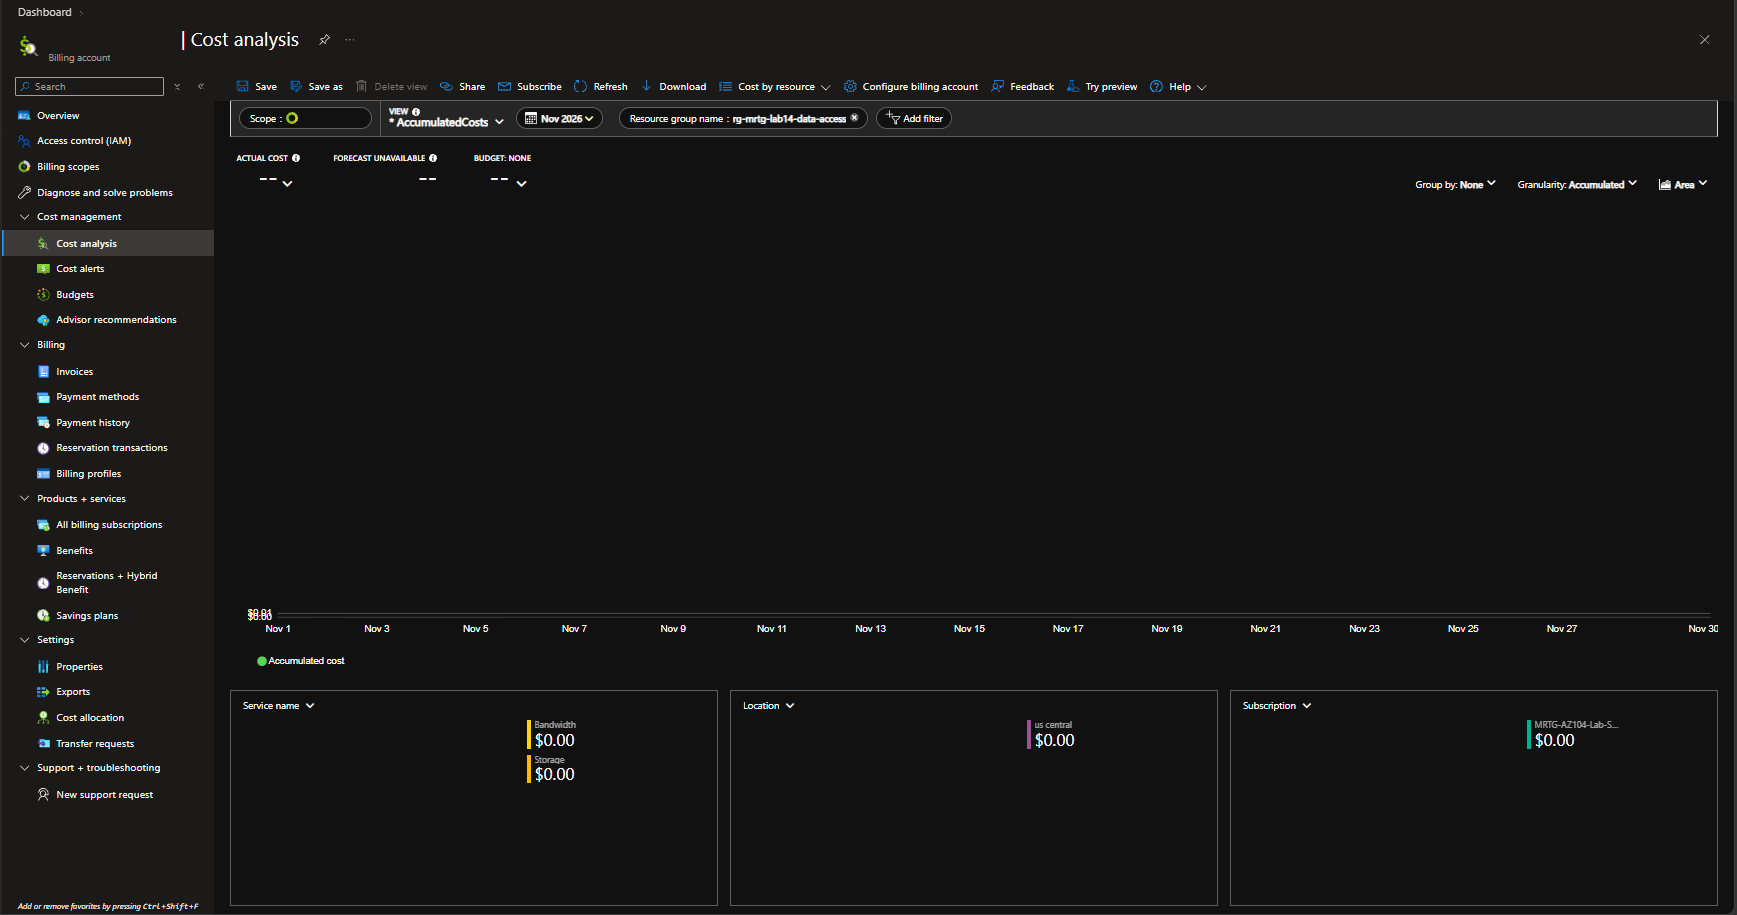 Dashboard
| Cost analysis
Billing account
Search
Save Save as Delete view Share Subscribe Refresh Download Cost by resource Configure billing account Feedback Try preview Help
Overview
Access control (IAM)
Billing scopes
Diagnose and solve problems
Cost management
Cost analysis
Cost alerts
Budgets
Advisor recommendations
Billing
Invoices
Payment methods
Payment history
Reservation transactions
Billing profiles
Products + services
All billing subscriptions
Benefits
Reservations + Hybrid
Benefit
Savings plans
Settings
Properties
Exports
Cost allocation
Transfer requests
Support + troubleshooting
New support request
Add or remove favorites by pressing Ctrl+Shift+F
Scope :
VIEW
* AccumulatedCosts
Nov 2026
Resource group name : rg-mrtg-lab14-data-access
Add filter
ACTUAL COST FORECAST UNAVAILABLE BUDGET: NONE
-- -- --
Group by: None Granularity: Accumulated Area
$0.01
$0.00
Nov 1 Nov 3 Nov 5 Nov 7 Nov 9 Nov 11 Nov 13 Nov 15 Nov 17 Nov 19 Nov 21 Nov 23 Nov 25 Nov 27 Nov 30
Accumulated cost
Service name
Bandwidth
$0.00
Storage
$0.00
Location
us central
$0.00
Subscription
MRTG-AZ104-Lab-S...
$0.00